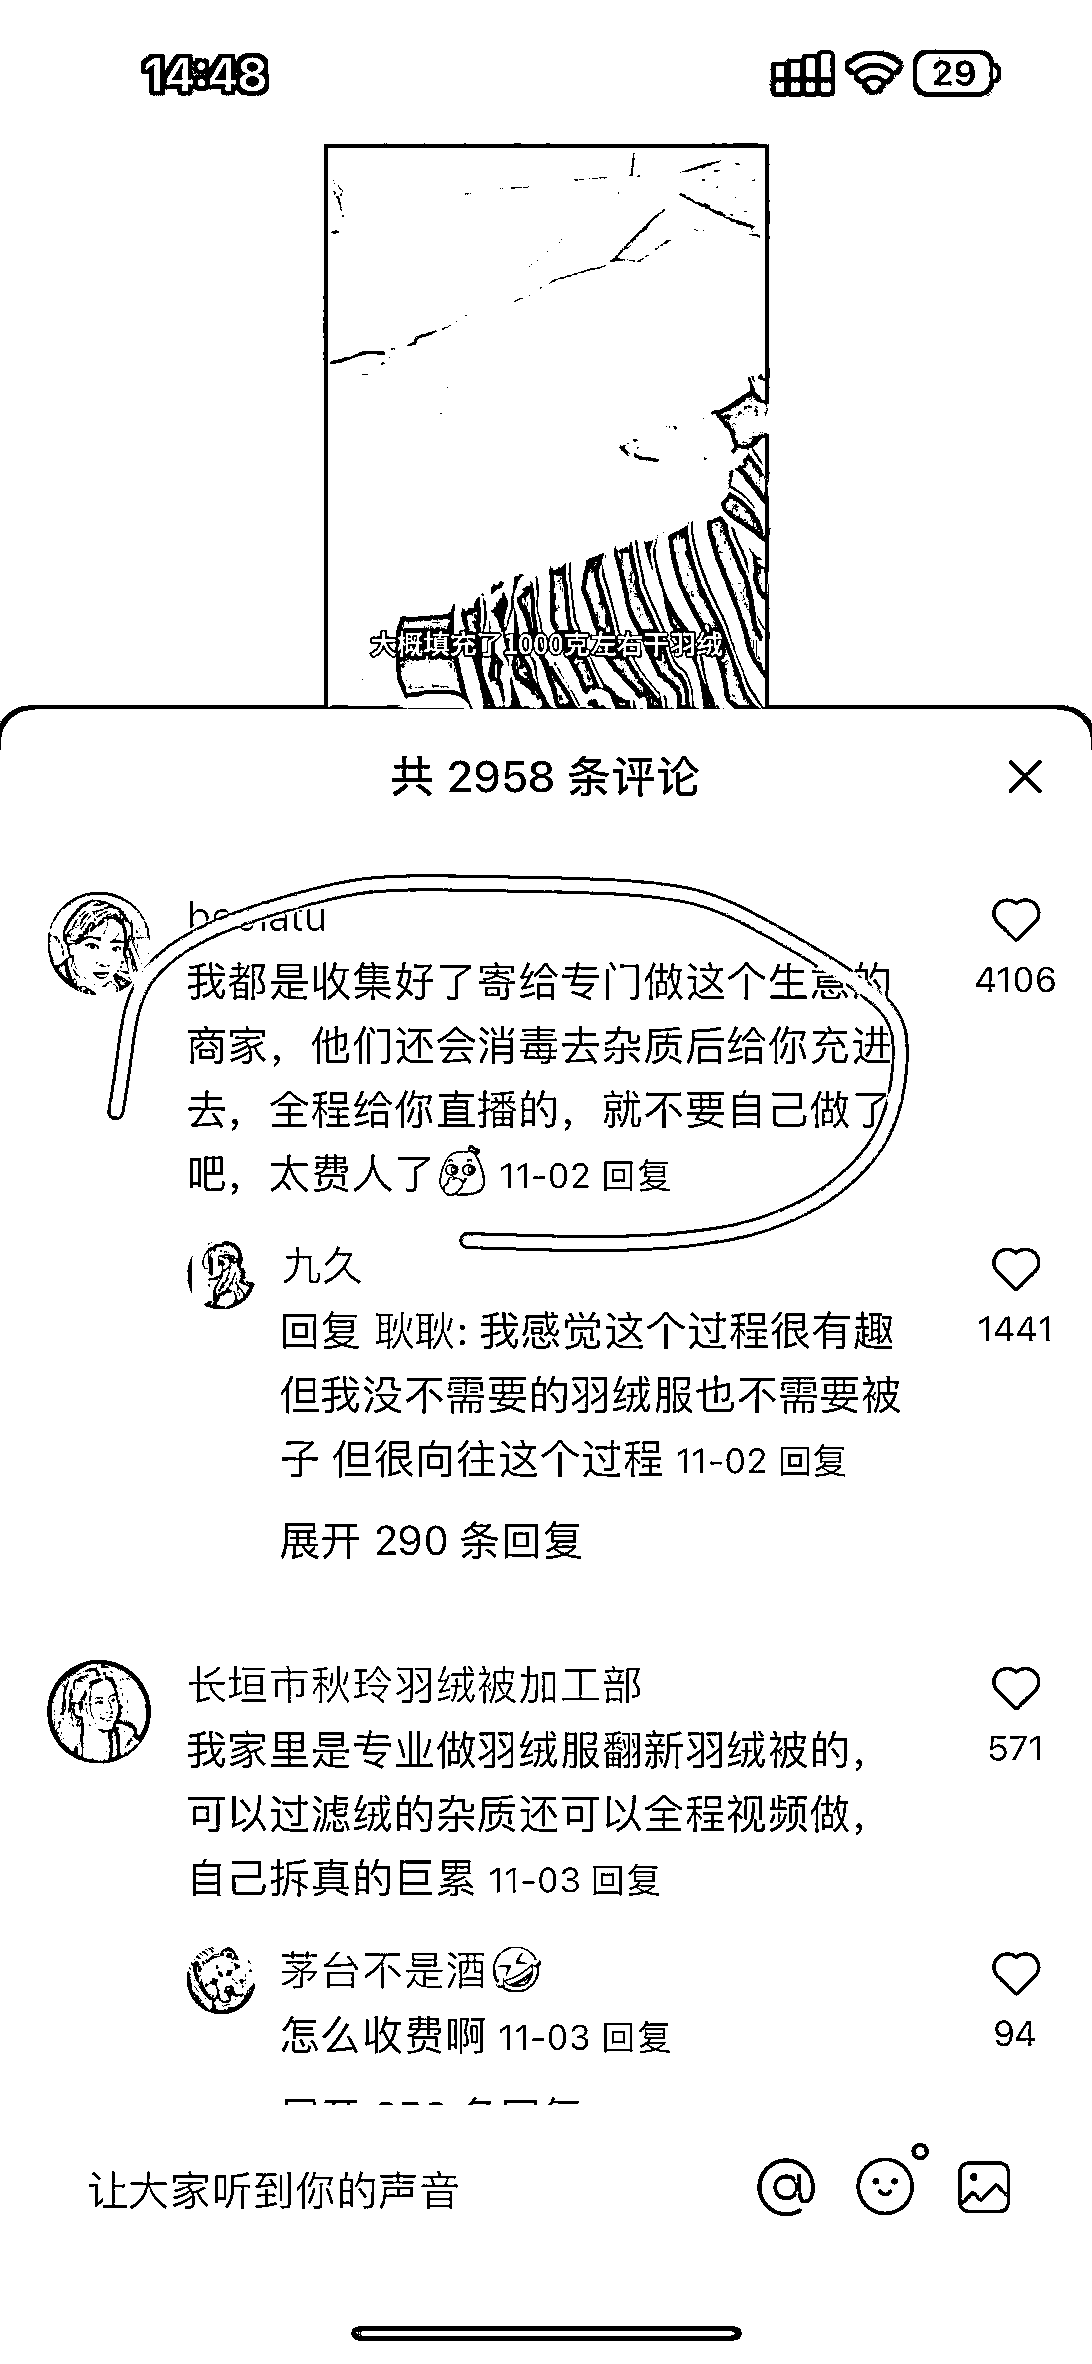 14:48
29
大概填充了1000克左右干羽绒
共 2958 条评论
我都是收集好了寄给专门做这个生意的
4106
商家，他们还会消毒去杂质后给你充进
去，全程给你直播的，就不要自己做了
吧，太费人了 11-02 回复
九久
回复 耿耿: 我感觉这个过程很有趣
1441
但我没不需要的羽绒服也不需要被
子 但很向往这个过程 11-02 回复
展开 290 条回复
长垣市秋玲羽绒被加工部
我家里是专业做羽绒服翻新羽绒被的，
571
可以过滤绒的杂质还可以全程视频做，
自己拆真的巨累 11-03 回复
茅台不是酒🤣
怎么收费啊 11-03 回复
94
让大家听到你的声音